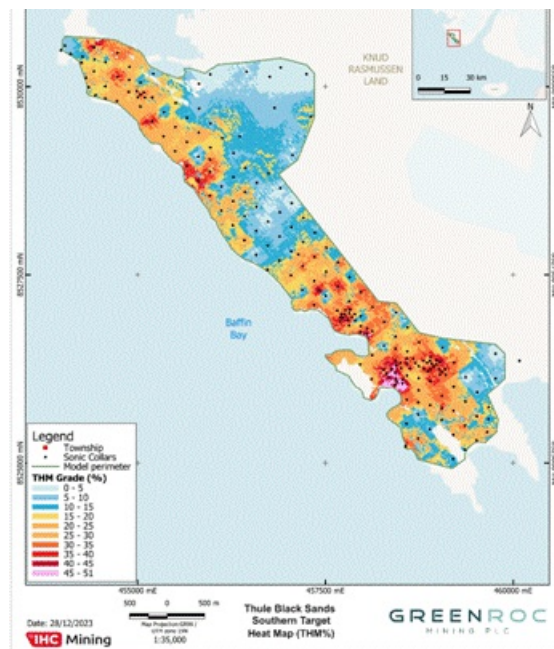 KNUD
RASMUSSEN
LAND
0 15 30 km
N
8530000 mN
8527500 mN
8525000 mN
Baffin
Bay
Legend
Township
Sonic Collars
Model perimeter
THM Grade (%)
0 - 5
5 - 10
10 - 15
15 - 20
20 - 25
25 - 30
30 - 35
35 - 40
40 - 45
45 - 51
455000 mE
457500 mE
460000 mE
500 0 500 m
1:35,000
Date: 28/12/2023
IHC Mining
Thule Black Sands
Southern Target
Heat Map (THM%)
GREENROC
MINING PLC